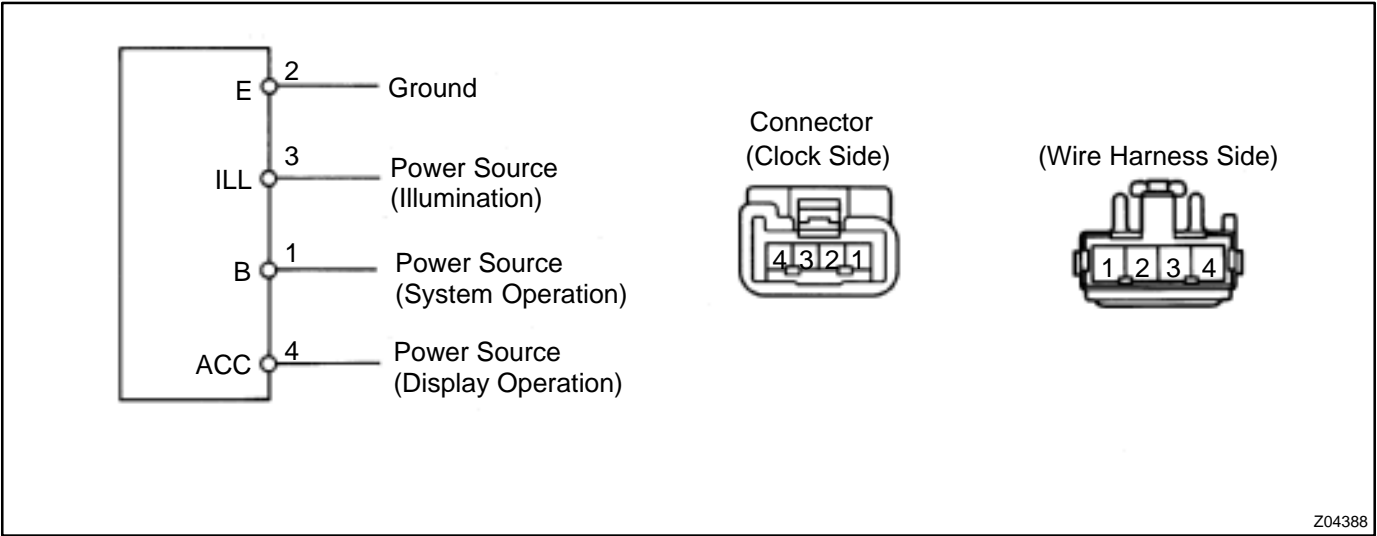 E 2 Ground
ILL 3 Power Source
(Illumination)
B 1 Power Source
(System Operation)
ACC 4 Power Source
(Display Operation)
Connector
(Clock Side)
4 3 2 1
(Wire Harness Side)
1 2 3 4
Z04388